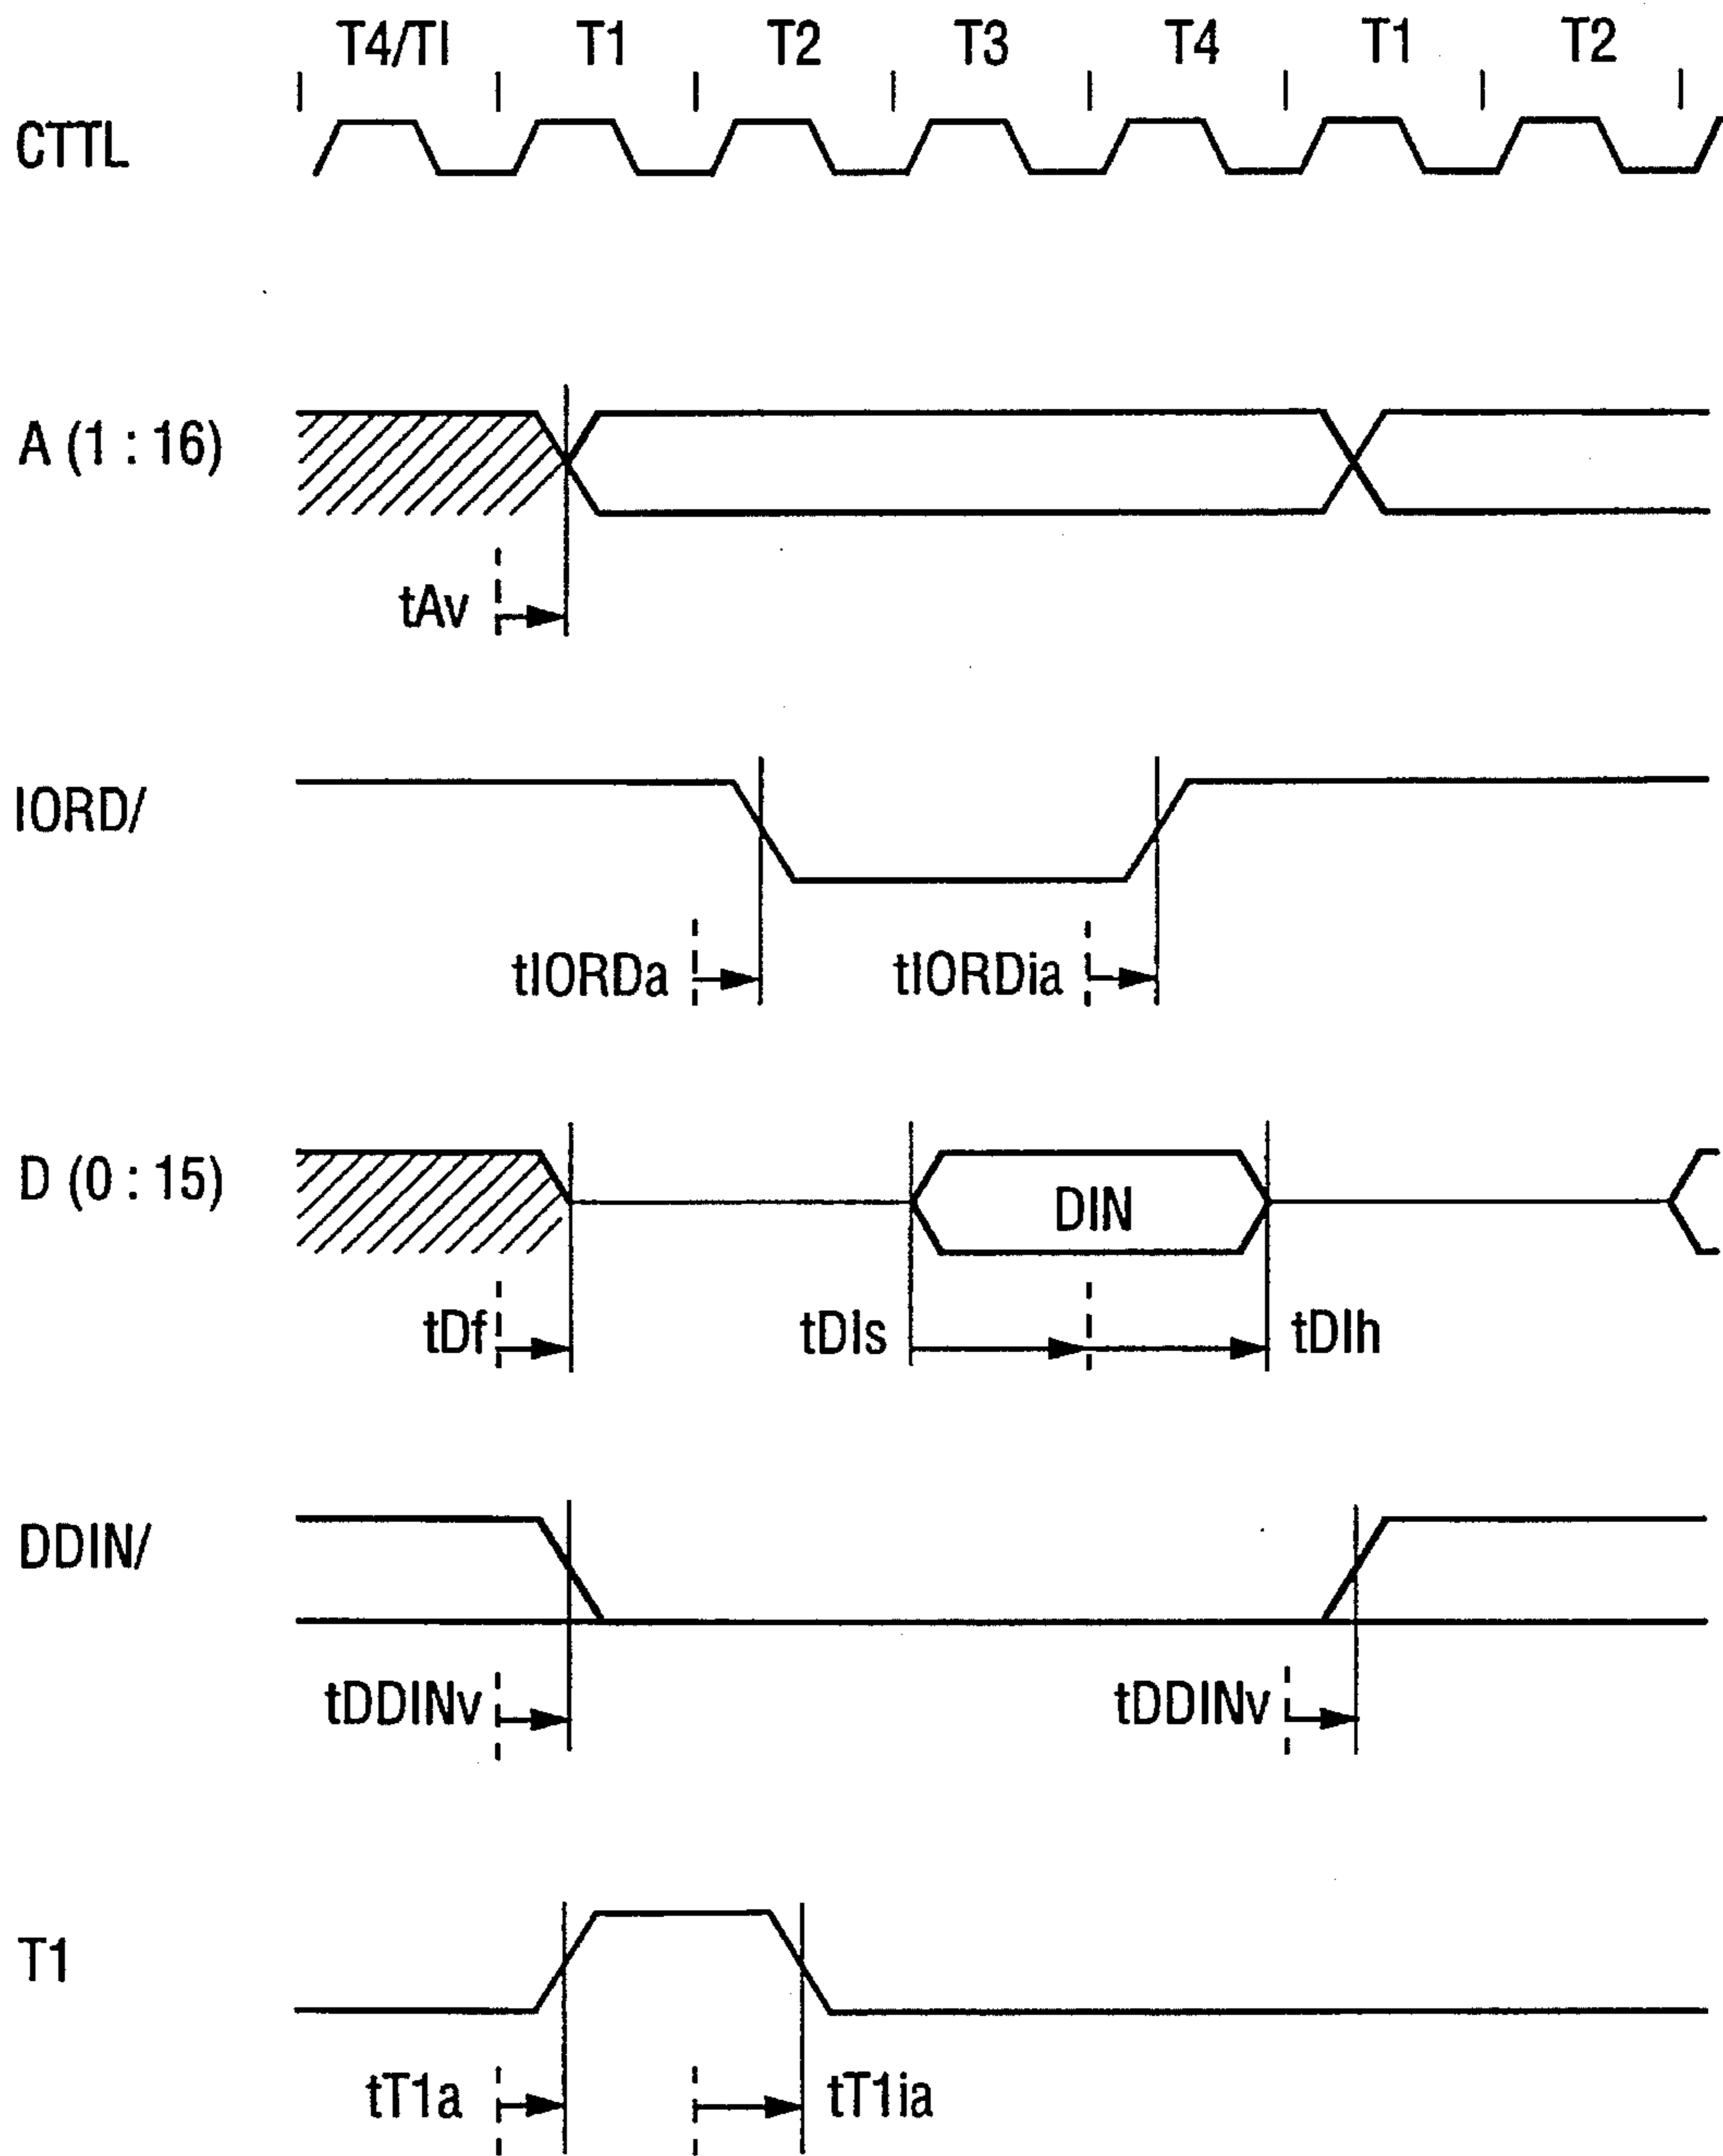 T4/TI T1 T2 T3 T4 T1 T2
CTTL
A (1 : 16)
tAv
IORD/
tIORDa tIORDia
D (0 : 15)
DIN
tDf tDIs tDIh
DDIN/
tDDINv tDDINv
T1
tT1a tT1ia